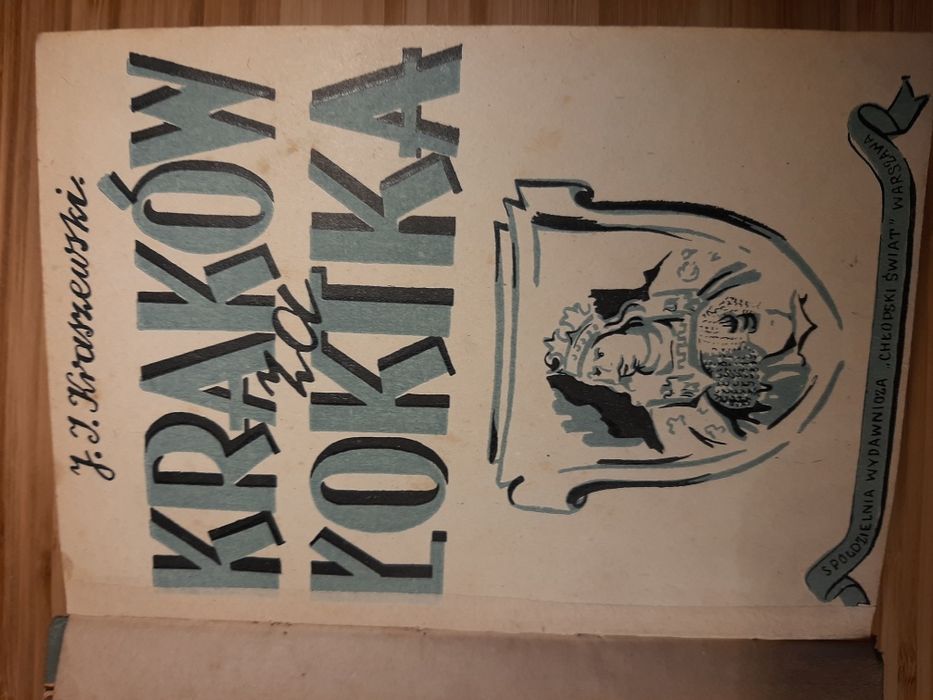 J. I. Kraszewski.
KRAKÓW
za
ŁOKIETKA
SPÓŁDZIELNIA WYDAWNICZA „CHŁOPSKI ŚWIAT" WARSZAWA